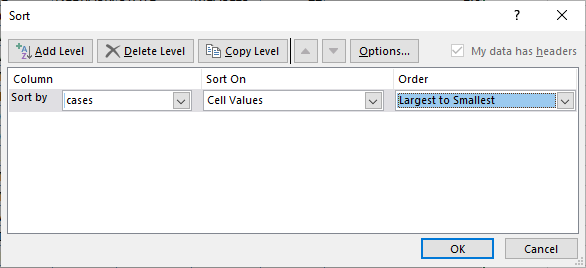 Sort
?
Add Level Delete Level Copy Level Options... My data has headers
Column Sort On Order
Sort by cases Cell Values Largest to Smallest
OK Cancel